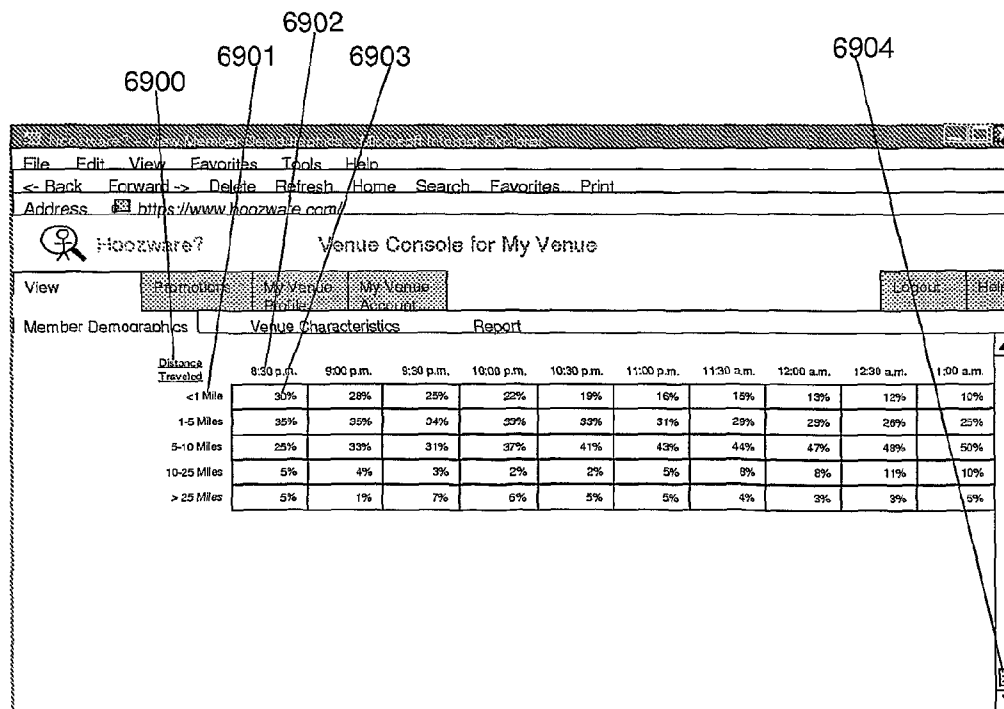 6902
6901 6903 6904
6900
File Edit View Favorites Tools Help
<- Back Forward -> Delete Refresh Home Search Favorites Print
Address https://www.hoozware.com/
Hoozware? Venue Console for My Venue
View Promotions My Venue Profile My Venue Account Logout Help
Member Demographics Venue Characteristics Report
Distance Traveled 8:30 p.m. 9:00 p.m. 9:30 p.m. 10:00 p.m. 10:30 p.m. 11:00 p.m. 11:30 p.m. 12:00 a.m. 12:30 a.m. 1:00 a.m.
<1 Mile 30% 28% 25% 22% 19% 16% 15% 13% 12% 10%
1-5 Miles 35% 35% 34% 33% 33% 31% 29% 29% 26% 25%
5-10 Miles 25% 33% 31% 37% 41% 43% 44% 47% 48% 50%
10-25 Miles 5% 4% 3% 2% 2% 5% 8% 8% 11% 10%
> 25 Miles 5% 1% 7% 6% 5% 5% 4% 3% 3% 5%